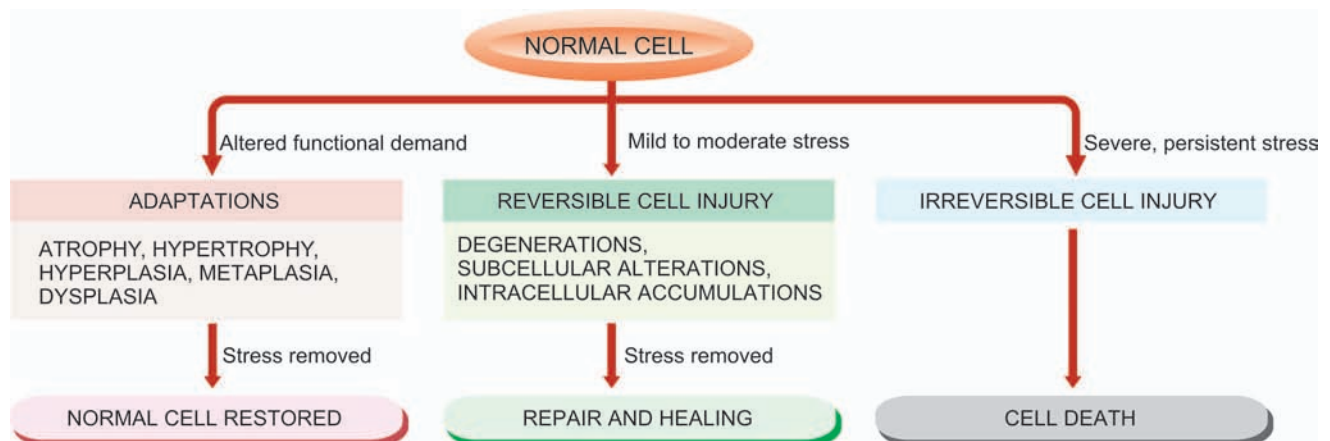 NORMAL CELL
Altered functional demand
Mild to moderate stress
Severe, persistent stress
ADAPTATIONS
REVERSIBLE CELL INJURY
IRREVERSIBLE CELL INJURY
ATROPHY, HYPERTROPHY,
HYPERPLASIA, METAPLASIA,
DYSPLASIA
DEGENERATIONS,
SUBCELLULAR ALTERATIONS,
INTRACELLULAR ACCUMULATIONS
Stress removed
Stress removed
NORMAL CELL RESTORED
REPAIR AND HEALING
CELL DEATH